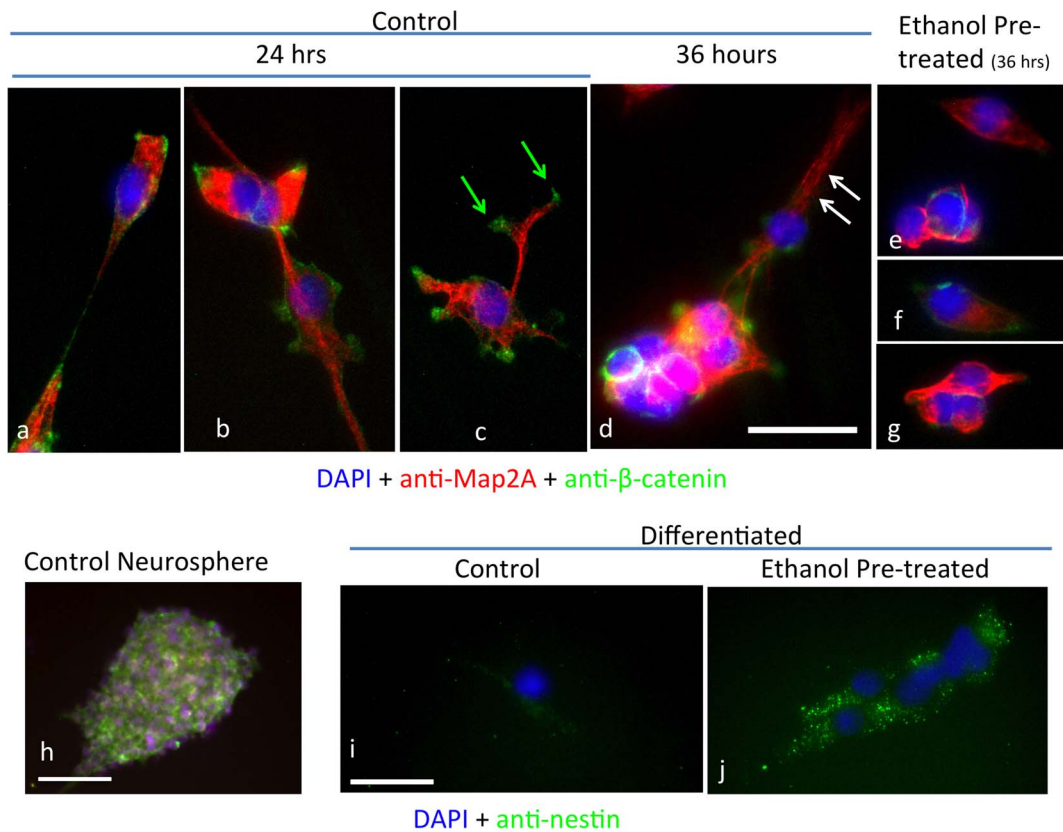 Control
24 hrs
36 hours
Ethanol Pre-
treated (36 hrs)
a
b
c
d
e
f
g
DAPI + anti-Map2A + anti-β-catenin
Control Neurosphere
Differentiated
Control
Ethanol Pre-treated
h
i
j
DAPI + anti-nestin